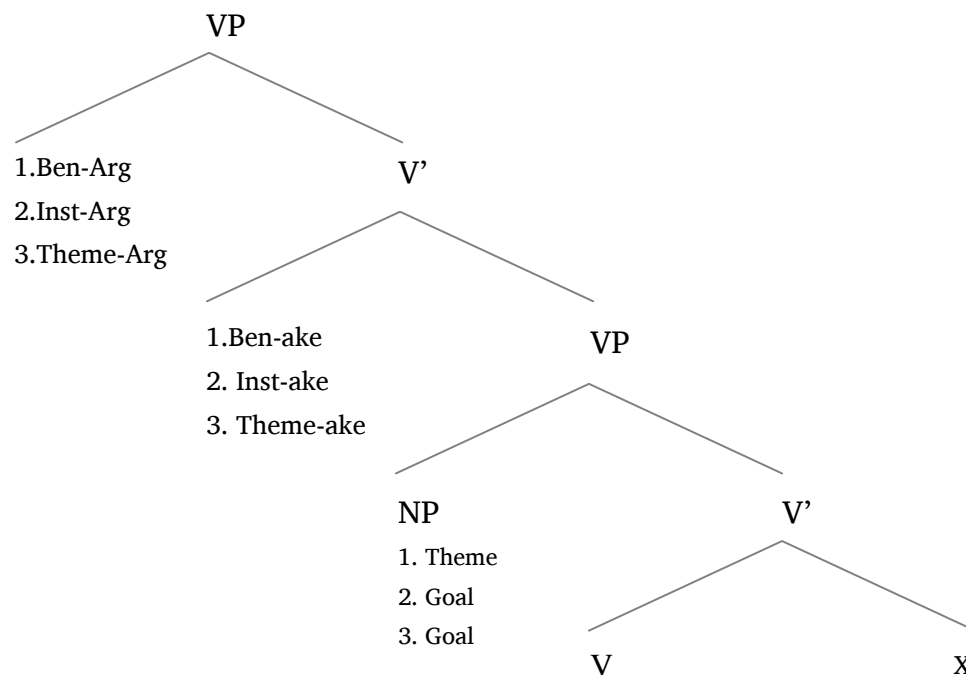 VP
1.Ben-Arg
V’
2.Inst-Arg
3.Theme-Arg
1.Ben-ake
VP
2. Inst-ake
3. Theme-ake
NP
V’
1. Theme
2. Goal
3. Goal
V
X